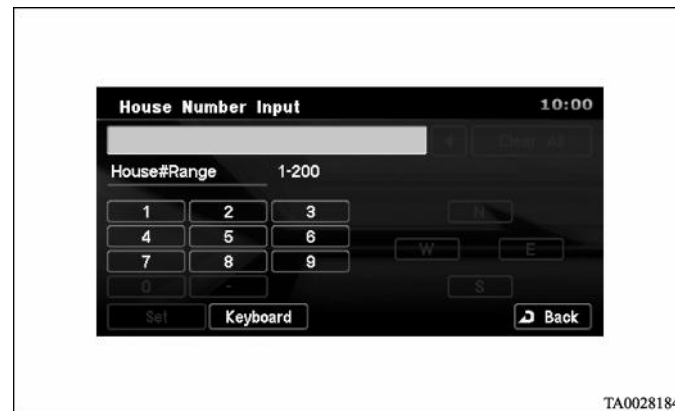 House Number Input 10:00
Clear All
House#Range 1-200
1 2 3 N
4 5 6 W E
7 8 9
0 - S
Set Keyboard Back
TA0028184